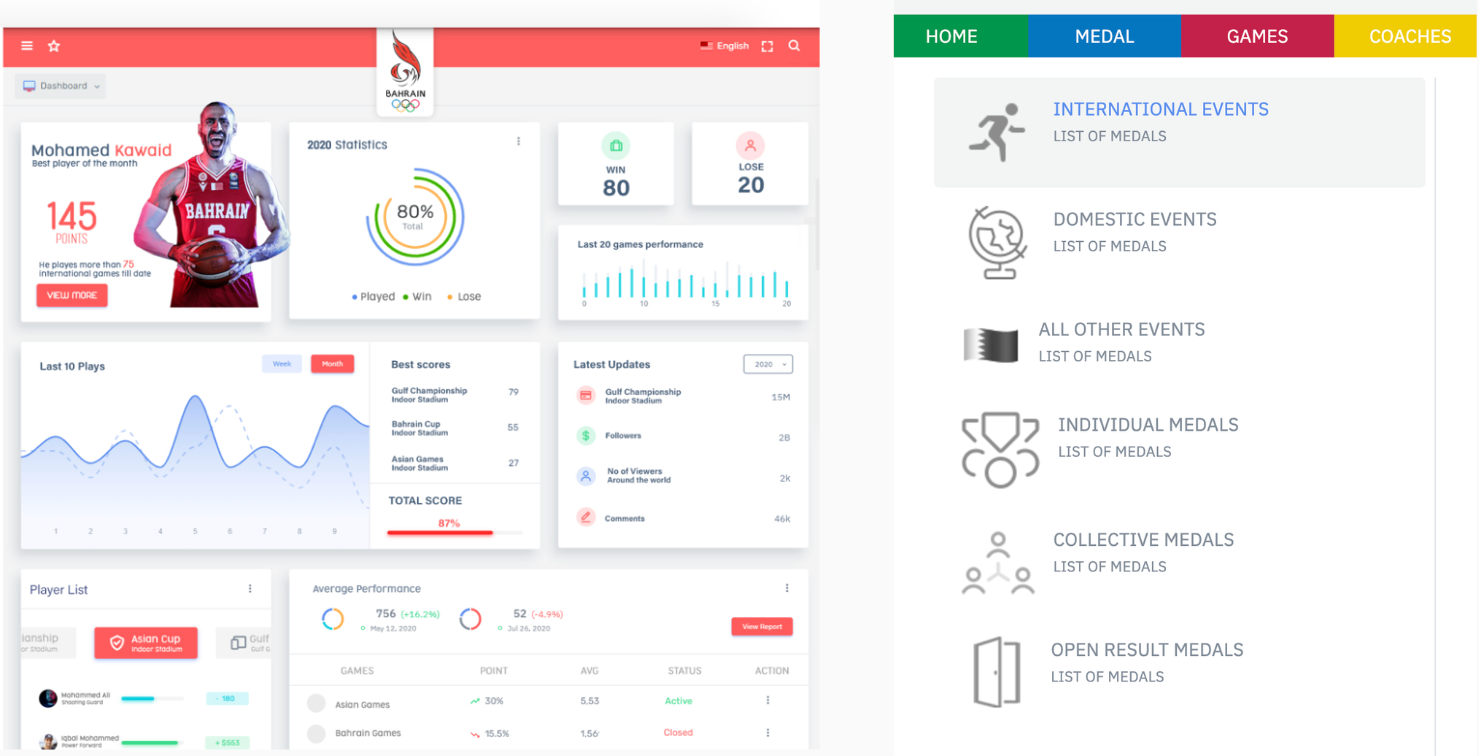 English
BAHRAIN
Dashboard
Mohamed Kawaid
Best player of the month
145
POINTS
He playes more than 75
international games till date
VIEW MORE
BAHRAIN
2020 Statistics
80%
Total
Played
Win
Lose
WIN
80
LOSE
20
Last 20 games performance
0 10 15 20
Last 10 Plays
Week
Month
1 2 3 4 5 6 7 8 9
Best scores
Gulf Championship
Indoor Stadium
79
Bahrain Cup
Indoor Stadium
55
Asian Games
Indoor Stadium
27
TOTAL SCORE
87%
Latest Updates
2020
Gulf Championship
Indoor Stadium
15M
Followers
2B
No of Viewers
Around the world
2k
Comments
46k
Player List
ianship
or Stadium
Asian Cup
Indoor Stadium
Gulf
Gulf G
Mohammed Ali
Shooting Guard
- 180
Iqbal Mohammed
Power Forward
+ 5563
Average Performance
756 (+16.2%)
May 12, 2020
52 (-4.9%)
Jul 26, 2020
View Report
GAMES POINT AVG STATUS ACTION
Asian Games 30% 5,53 Active
Bahrain Games 15.5% 1,56 Closed
HOME MEDAL GAMES COACHES
INTERNATIONAL EVENTS
LIST OF MEDALS
DOMESTIC EVENTS
LIST OF MEDALS
ALL OTHER EVENTS
LIST OF MEDALS
INDIVIDUAL MEDALS
LIST OF MEDALS
COLLECTIVE MEDALS
LIST OF MEDALS
OPEN RESULT MEDALS
LIST OF MEDALS